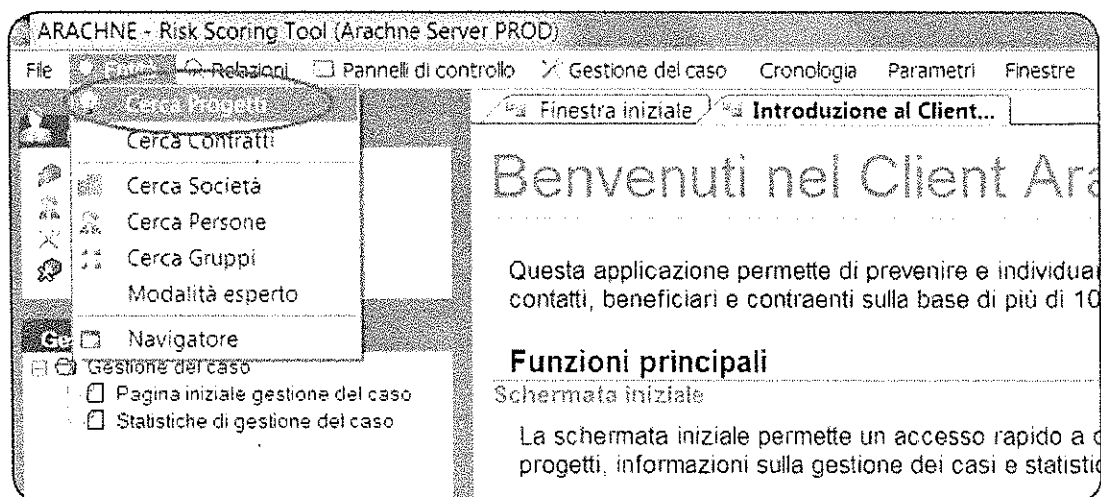 ARACHNE - Risk Scoring Tool (Arachne Server PROD)
File Relazioni Pannelli di controllo Gestione del caso Cronologia Parametri Finestre
Cerca Progetti
Cerca Contratti
Cerca Società
Cerca Persone
Cerca Gruppi
Modalità esperto
Navigatore
Ge
Gestione del caso
Pagina iniziale gestione del caso
Statistiche di gestione del caso
Finestra iniziale Introduzione al Client...
Benvenuti nel Client Ara
Questa applicazione permette di prevenire e individuar
contatti, beneficiari e contraenti sulla base di più di 10
Funzioni principali
Schermata iniziale
La schermata iniziale permette un accesso rapido a
progetti, informazioni sulla gestione dei casi e statistic